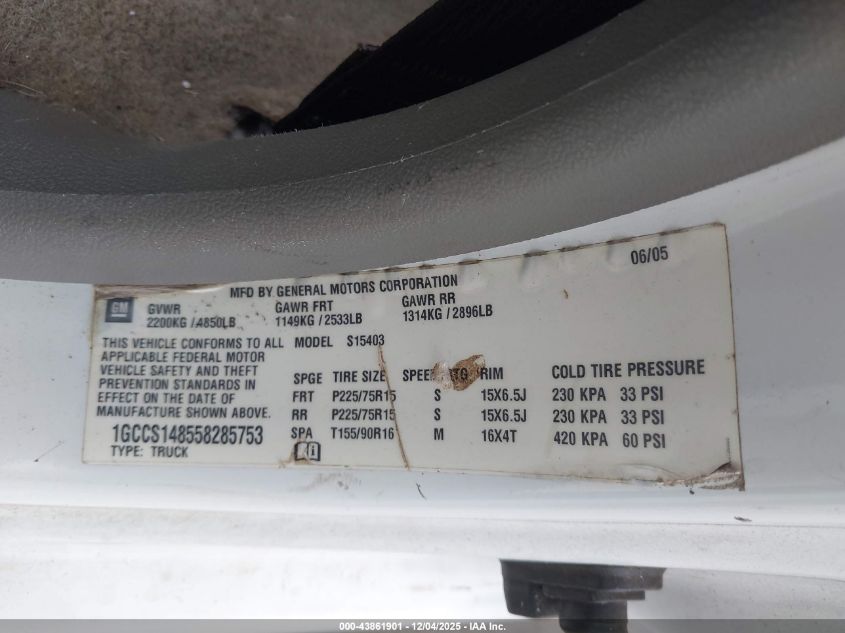 06/05
MFD BY GENERAL MOTORS CORPORATION
GM
GVWR GAWR FRT GAWR RR
2200KG / 4850LB 1149KG / 2533LB 1314KG / 2896LB
THIS VEHICLE CONFORMS TO ALL
APPLICABLE FEDERAL MOTOR
VEHICLE SAFETY AND THEFT
PREVENTION STANDARDS IN
EFFECT ON THE DATE OF
MANUFACTURE SHOWN ABOVE.
1GCCS148558285753
TYPE: TRUCK
MODEL S15403
SPGE TIRE SIZE SPEED RTG RIM COLD TIRE PRESSURE
FRT P225/75R15 S 15X6.5J 230 KPA 33 PSI
RR P225/75R15 S 15X6.5J 230 KPA 33 PSI
SPA T155/90R16 M 16X4T 420 KPA 60 PSI
000-43861901 - 12/04/2025 - IAA Inc.